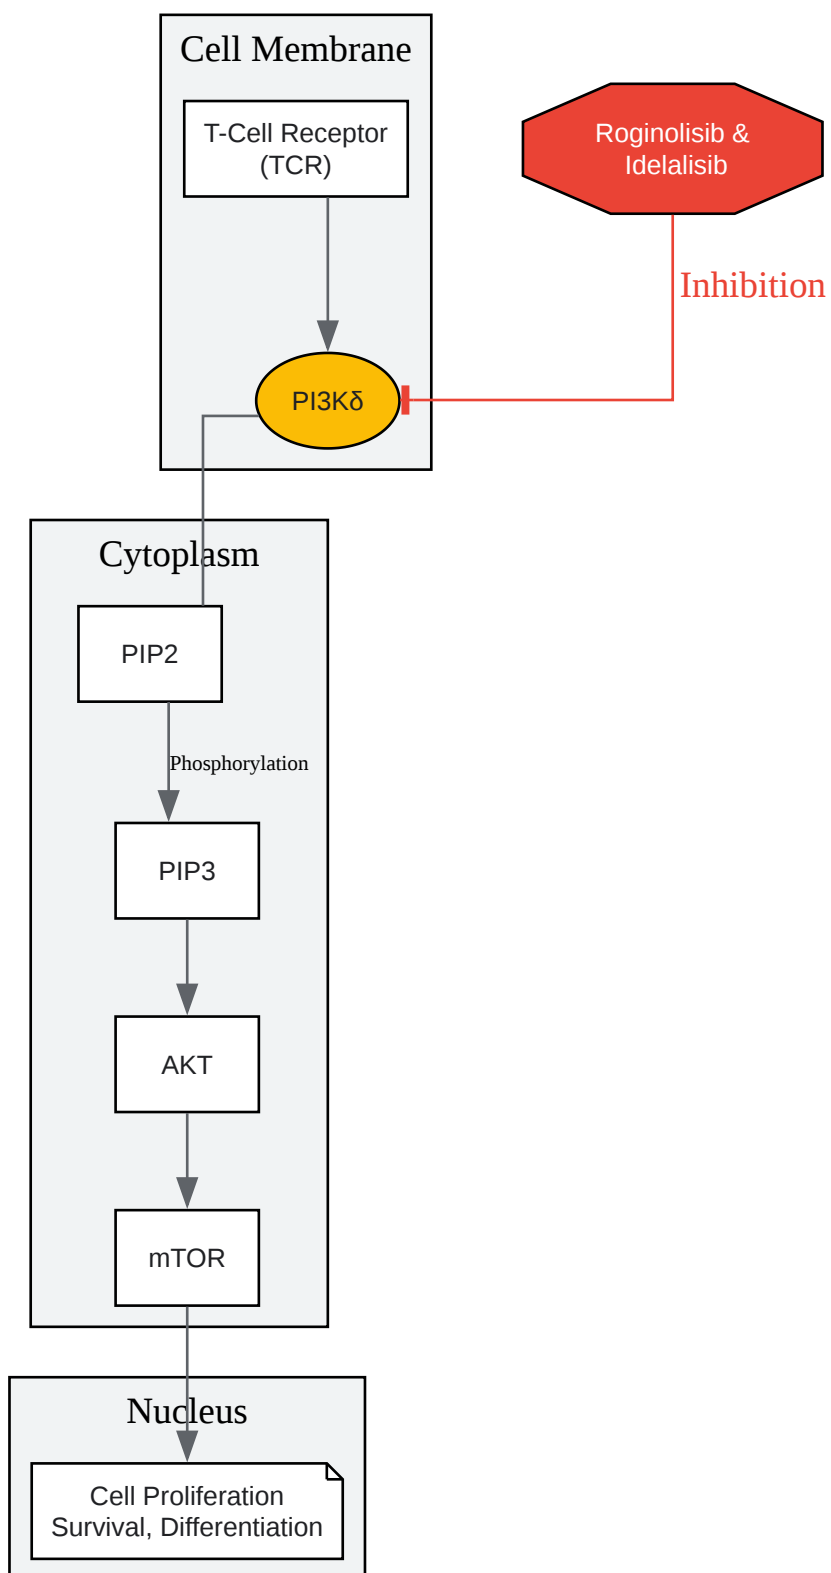 Cell Membrane
T-Cell Receptor
(TCR)
Roginolisib &
Idelalisib
Inhibition
PI3Kδ
Cytoplasm
PIP2
Phosphorylation
PIP3
AKT
mTOR
Nucleus
Cell Proliferation
Survival, Differentiation